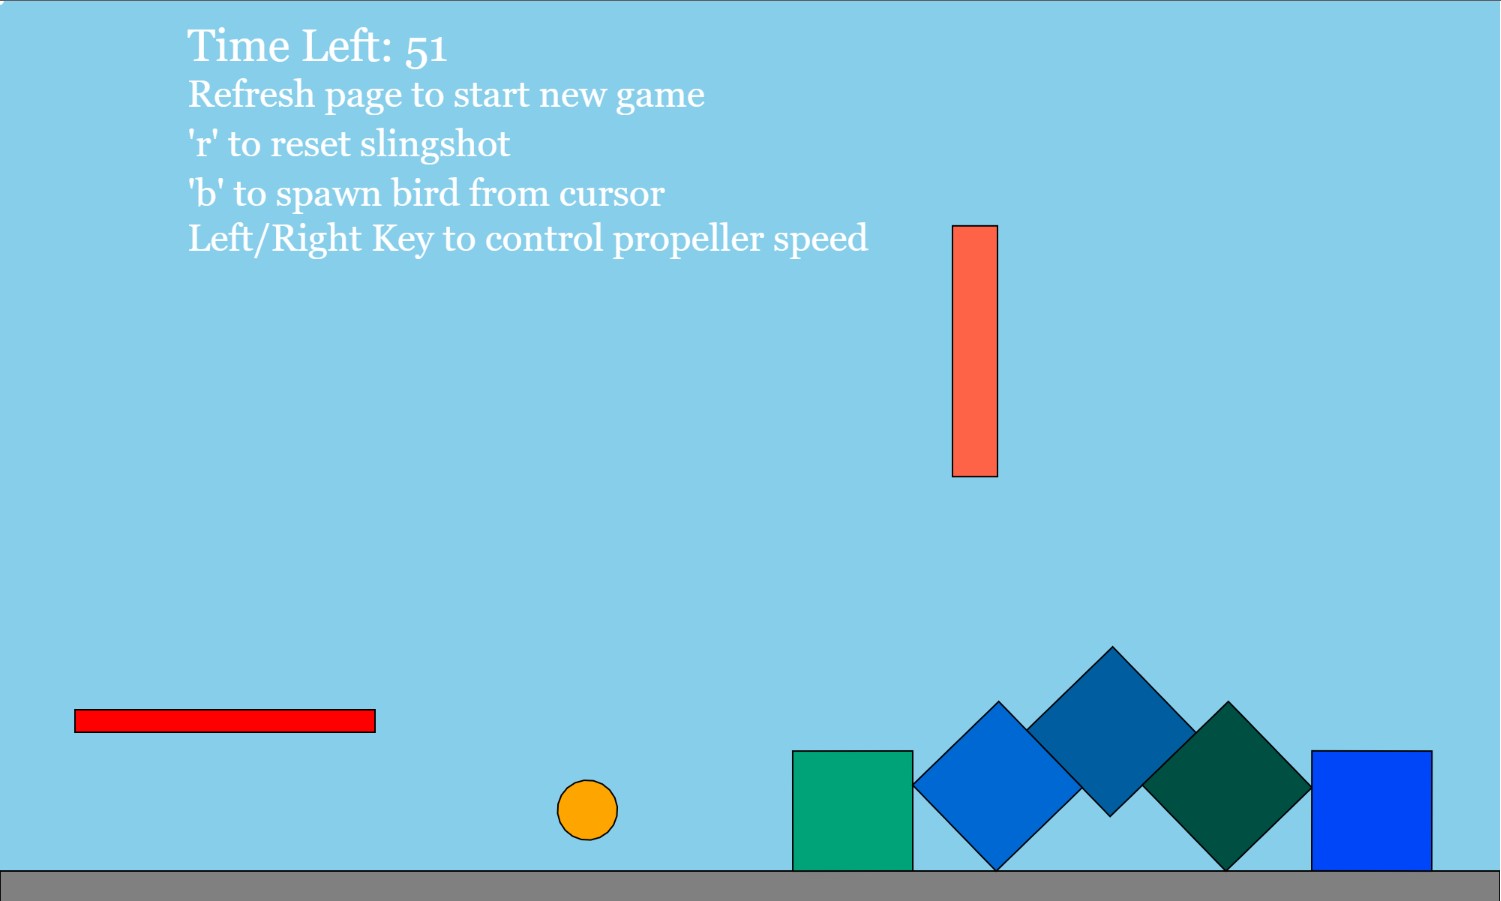 Time Left: 51
Refresh page to start new game
'r' to reset slingshot
'b' to spawn bird from cursor
Left/Right Key to control propeller speed